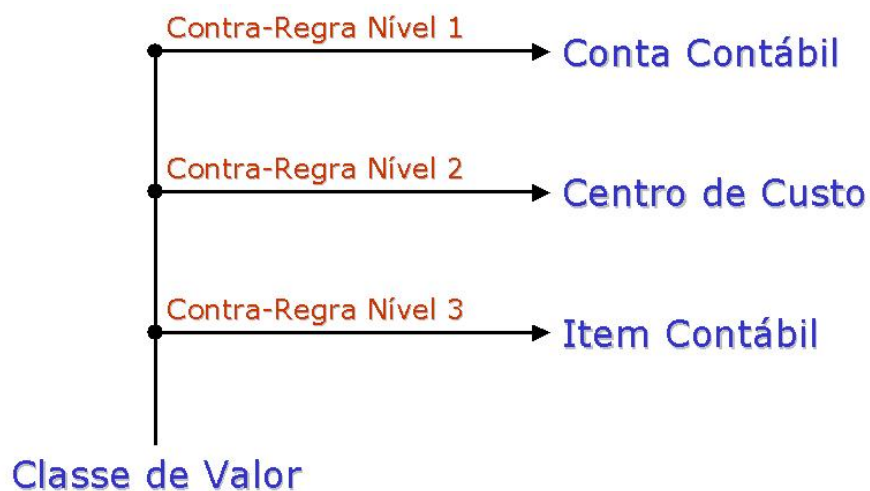 Contra-Regra Nível 1
Conta Contábil
Contra-Regra Nível 2
Centro de Custo
Contra-Regra Nível 3
Item Contábil
Classe de Valor